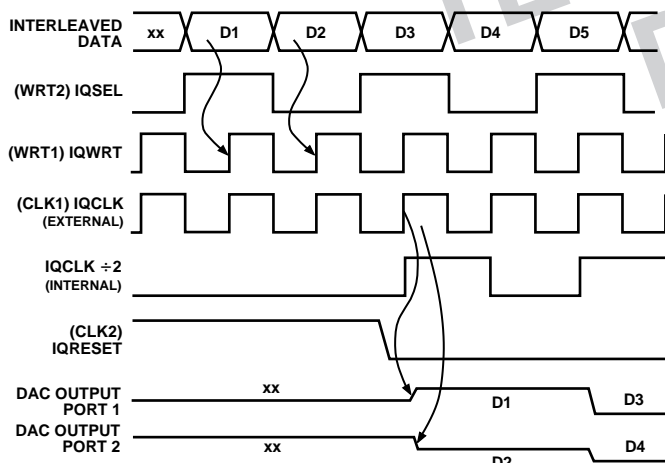 INTERLEAVED DATA
xx D1 D2 D3 D4 D5
(WRT2) IQSEL
(WRT1) IQWRT
(CLK1) IQCLK
(EXTERNAL)
IQCLK ÷2
(INTERNAL)
(CLK2)
IQRESET
DAC OUTPUT
PORT 1
xx D1 D3
DAC OUTPUT
PORT 2
xx D2 D4